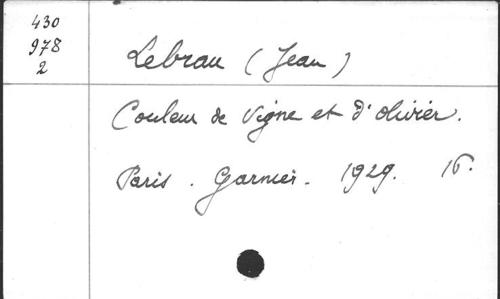 430
978
2
Lebrau (Jean)
Couleur de Vigne et d'olivier.
Paris. Garnier. 1929. 16.